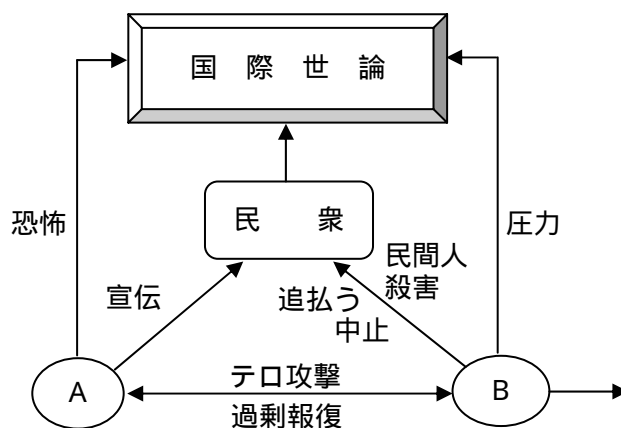 国 際 世 論
民 衆
恐怖
圧力
民間人
殺害
宣伝
追払う
中止
テロ攻撃
過剰報復
A
B